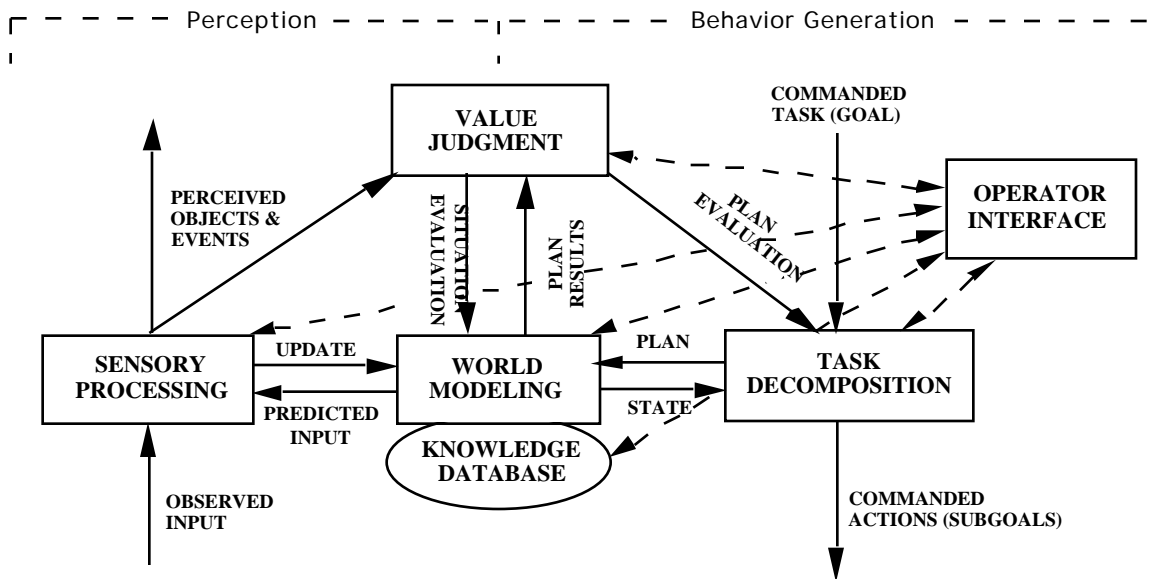 Perception
Behavior Generation
VALUE
JUDGMENT
COMMANDED
TASK (GOAL)
PERCEIVED
OBJECTS &
EVENTS
SITUATION
EVALUATION
PLAN
RESULTS
PLAN
EVALUATION
OPERATOR
INTERFACE
SENSORY
PROCESSING
UPDATE
PREDICTED
INPUT
WORLD
MODELING
PLAN
STATE
TASK
DECOMPOSITION
KNOWLEDGE
DATABASE
OBSERVED
INPUT
COMMANDED
ACTIONS (SUBGOALS)